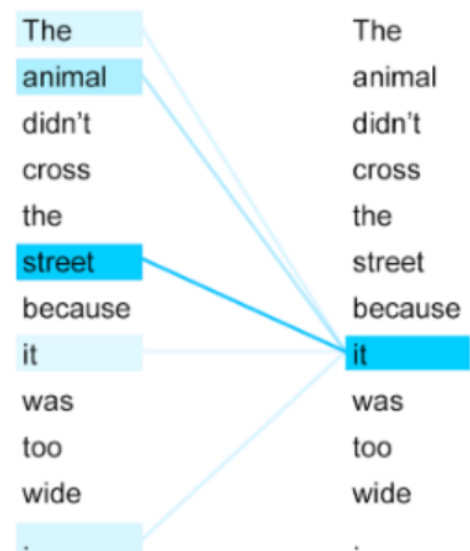 The
animal
didn't
cross
the
street
because
it
was
too
wide
.
The
animal
didn't
cross
the
street
because
it
was
too
wide
.